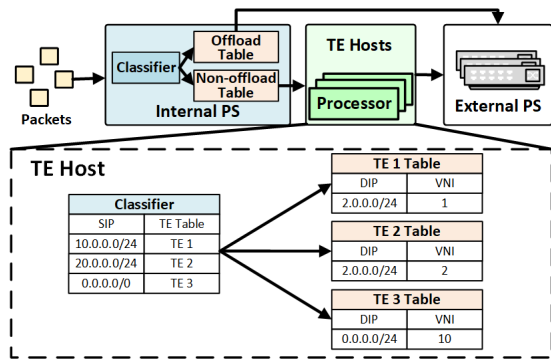 Packets
Classifier
Offload
Table
Non-offload
Table
Internal PS
TE Hosts
Processor
External PS
TE Host
Classifier
SIP TE Table
10.0.0.0/24 TE 1
20.0.0.0/24 TE 2
0.0.0.0/0 TE 3
TE 1 Table
DIP VNI
2.0.0.0/24 1
TE 2 Table
DIP VNI
2.0.0.0/24 2
TE 3 Table
DIP VNI
0.0.0.0/24 10